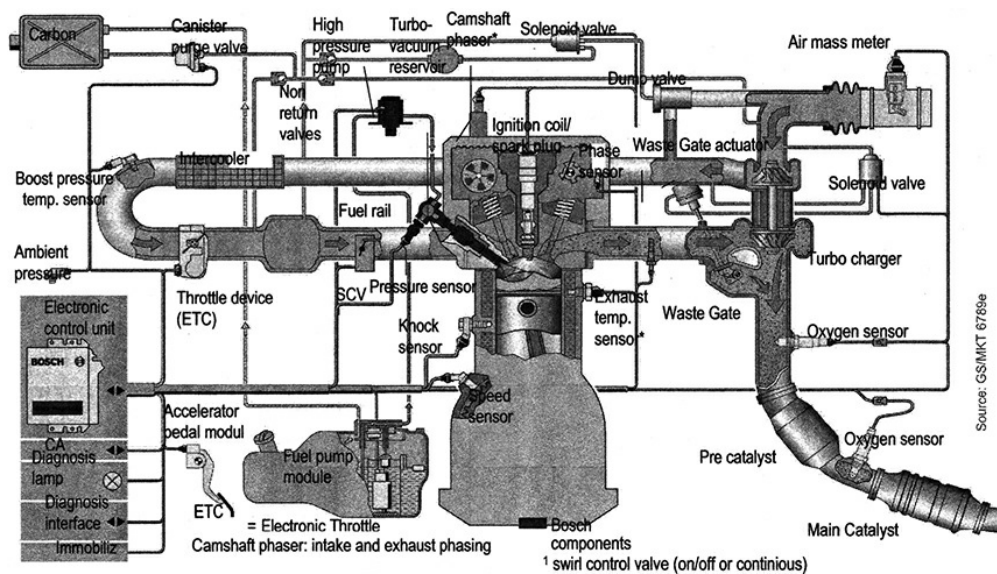 Carbon
Canister
purge valve
High
pressure
pump
Turbo-
vacuum
reservoir
Camshaft
phaser*
Solenoid valve
Air mass meter
Non
return
valves
Dump valve
Ignition coil/
spark plug
Phase
sensor
Waste Gate actuator
Solenoid valve
Intercooler
Boost pressure
temp. sensor
Fuel rail
Ambient
pressure
Throttle device
(ETC)
SCV
Pressure sensor
Exhaust
temp.
sensor*
Waste Gate
Turbo charger
Electronic
control unit
BOSCH
Knock
sensor
Oxygen sensor
Speed
sensor
Accelerator
pedal modul
CA
Diagnosis
lamp
Diagnosis
interface
Immobiliz
ETC
Fuel pump
module
Pre catalyst
Oxygen sensor
Main Catalyst
= Electronic Throttle
Camshaft phaser: intake and exhaust phasing
Bosch
components
¹ swirl control valve (on/off or continious)
Source: GS/MKT 6789e